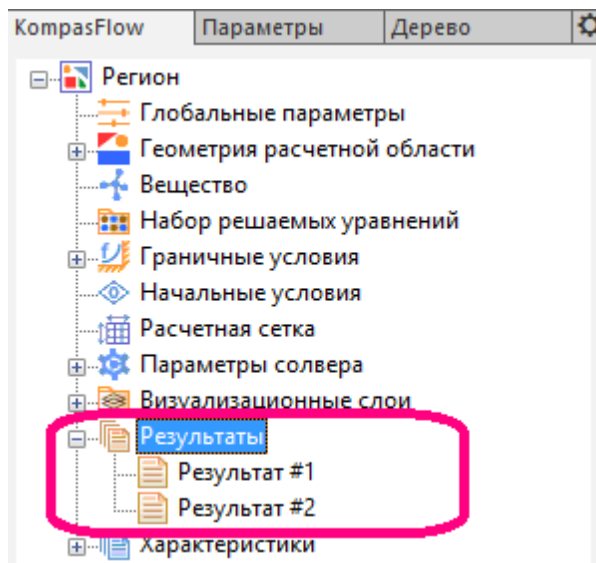 KompasFlow Параметры Дерево
Регион
Глобальные параметры
Геометрия расчетной области
Вещество
Набор решаемых уравнений
Граничные условия
Начальные условия
Расчетная сетка
Параметры солвера
Визуализационные слои
Результаты
Результат #1
Результат #2
Характеристики